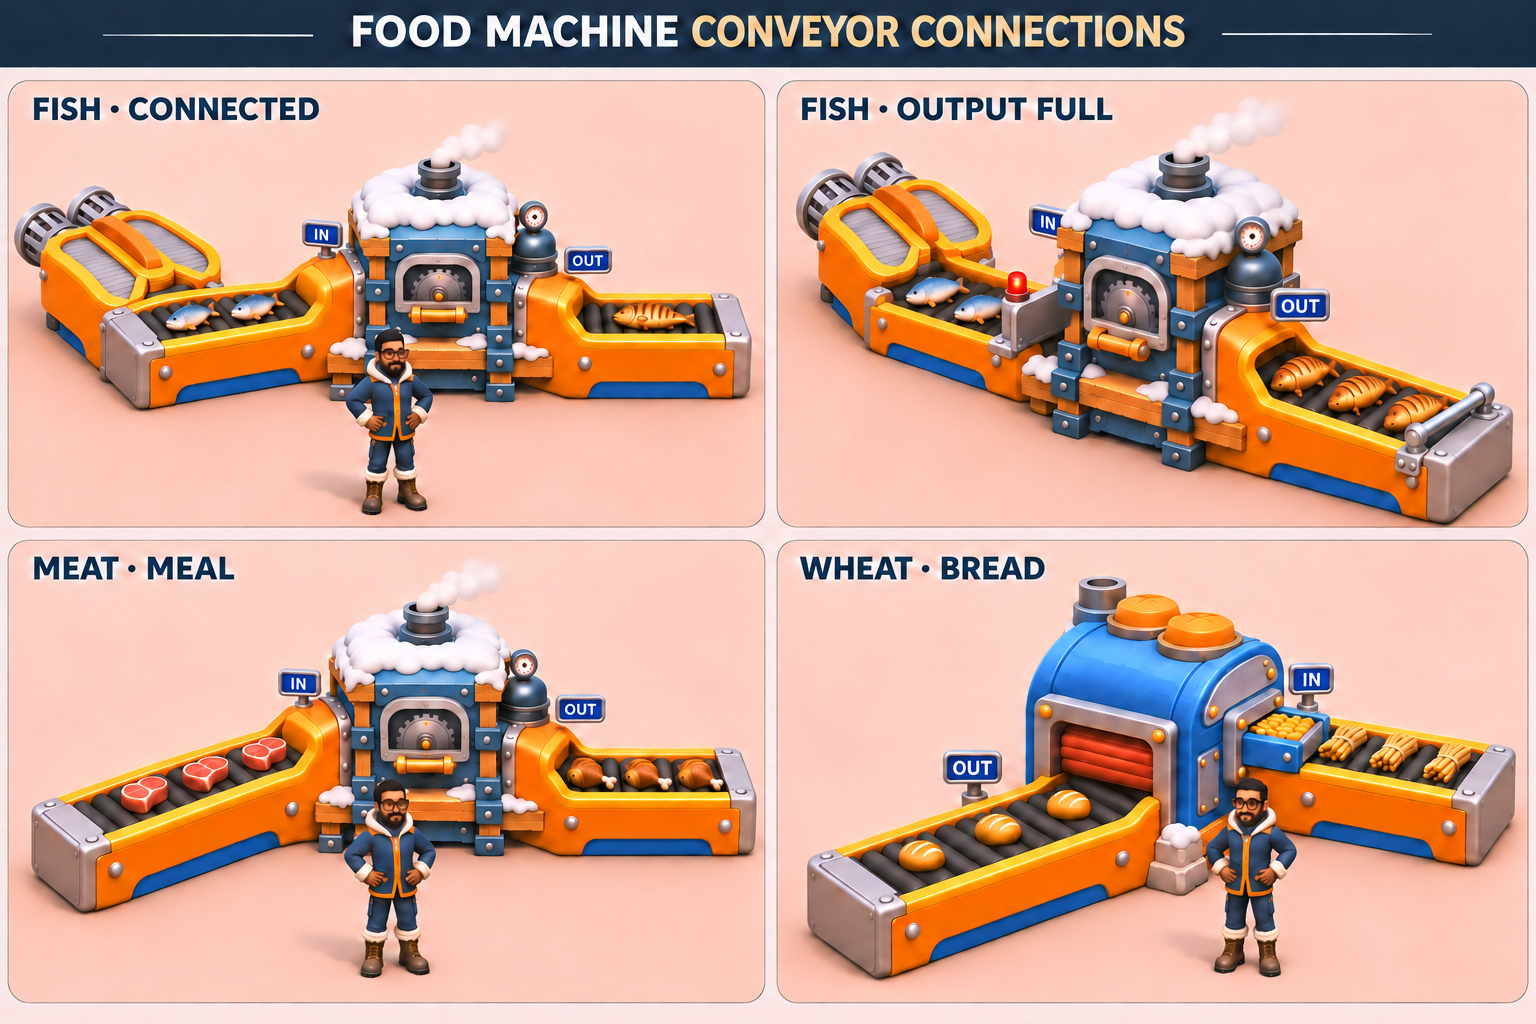 FOOD MACHINE CONVEYOR CONNECTIONS
FISH • CONNECTED
IN
OUT
FISH • OUTPUT FULL
IN
OUT
MEAT • MEAL
IN
OUT
WHEAT • BREAD
IN
OUT